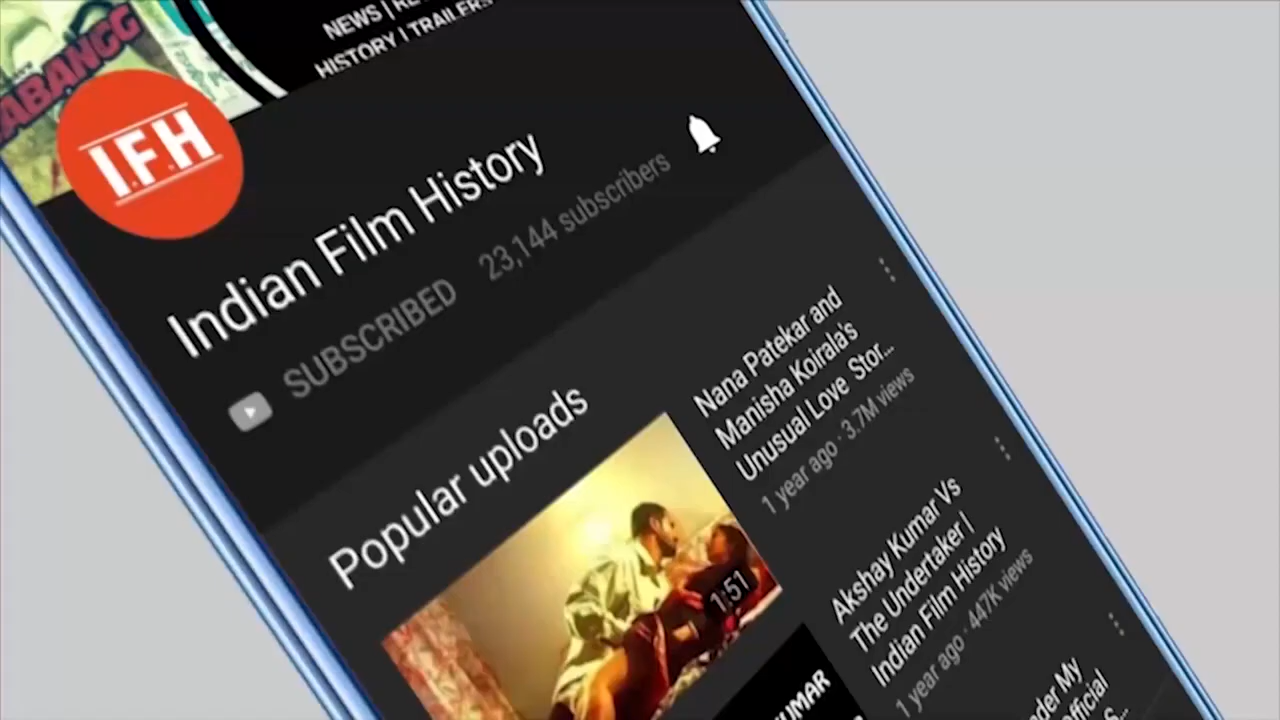 NEWS |
HISTORY | TRAILERS
ABANGG
I.F.H
Indian Film History
SUBSCRIBED 23,144 subscribers
Popular uploads
1:51
Nana Patekar and
Manisha Koirala's
Unusual Love Stor...
1 year ago · 3.7M views
Akshay Kumar Vs
The Undertaker |
Indian Film History
1 year ago · 447K views
UMAR
der My
fficial
S...